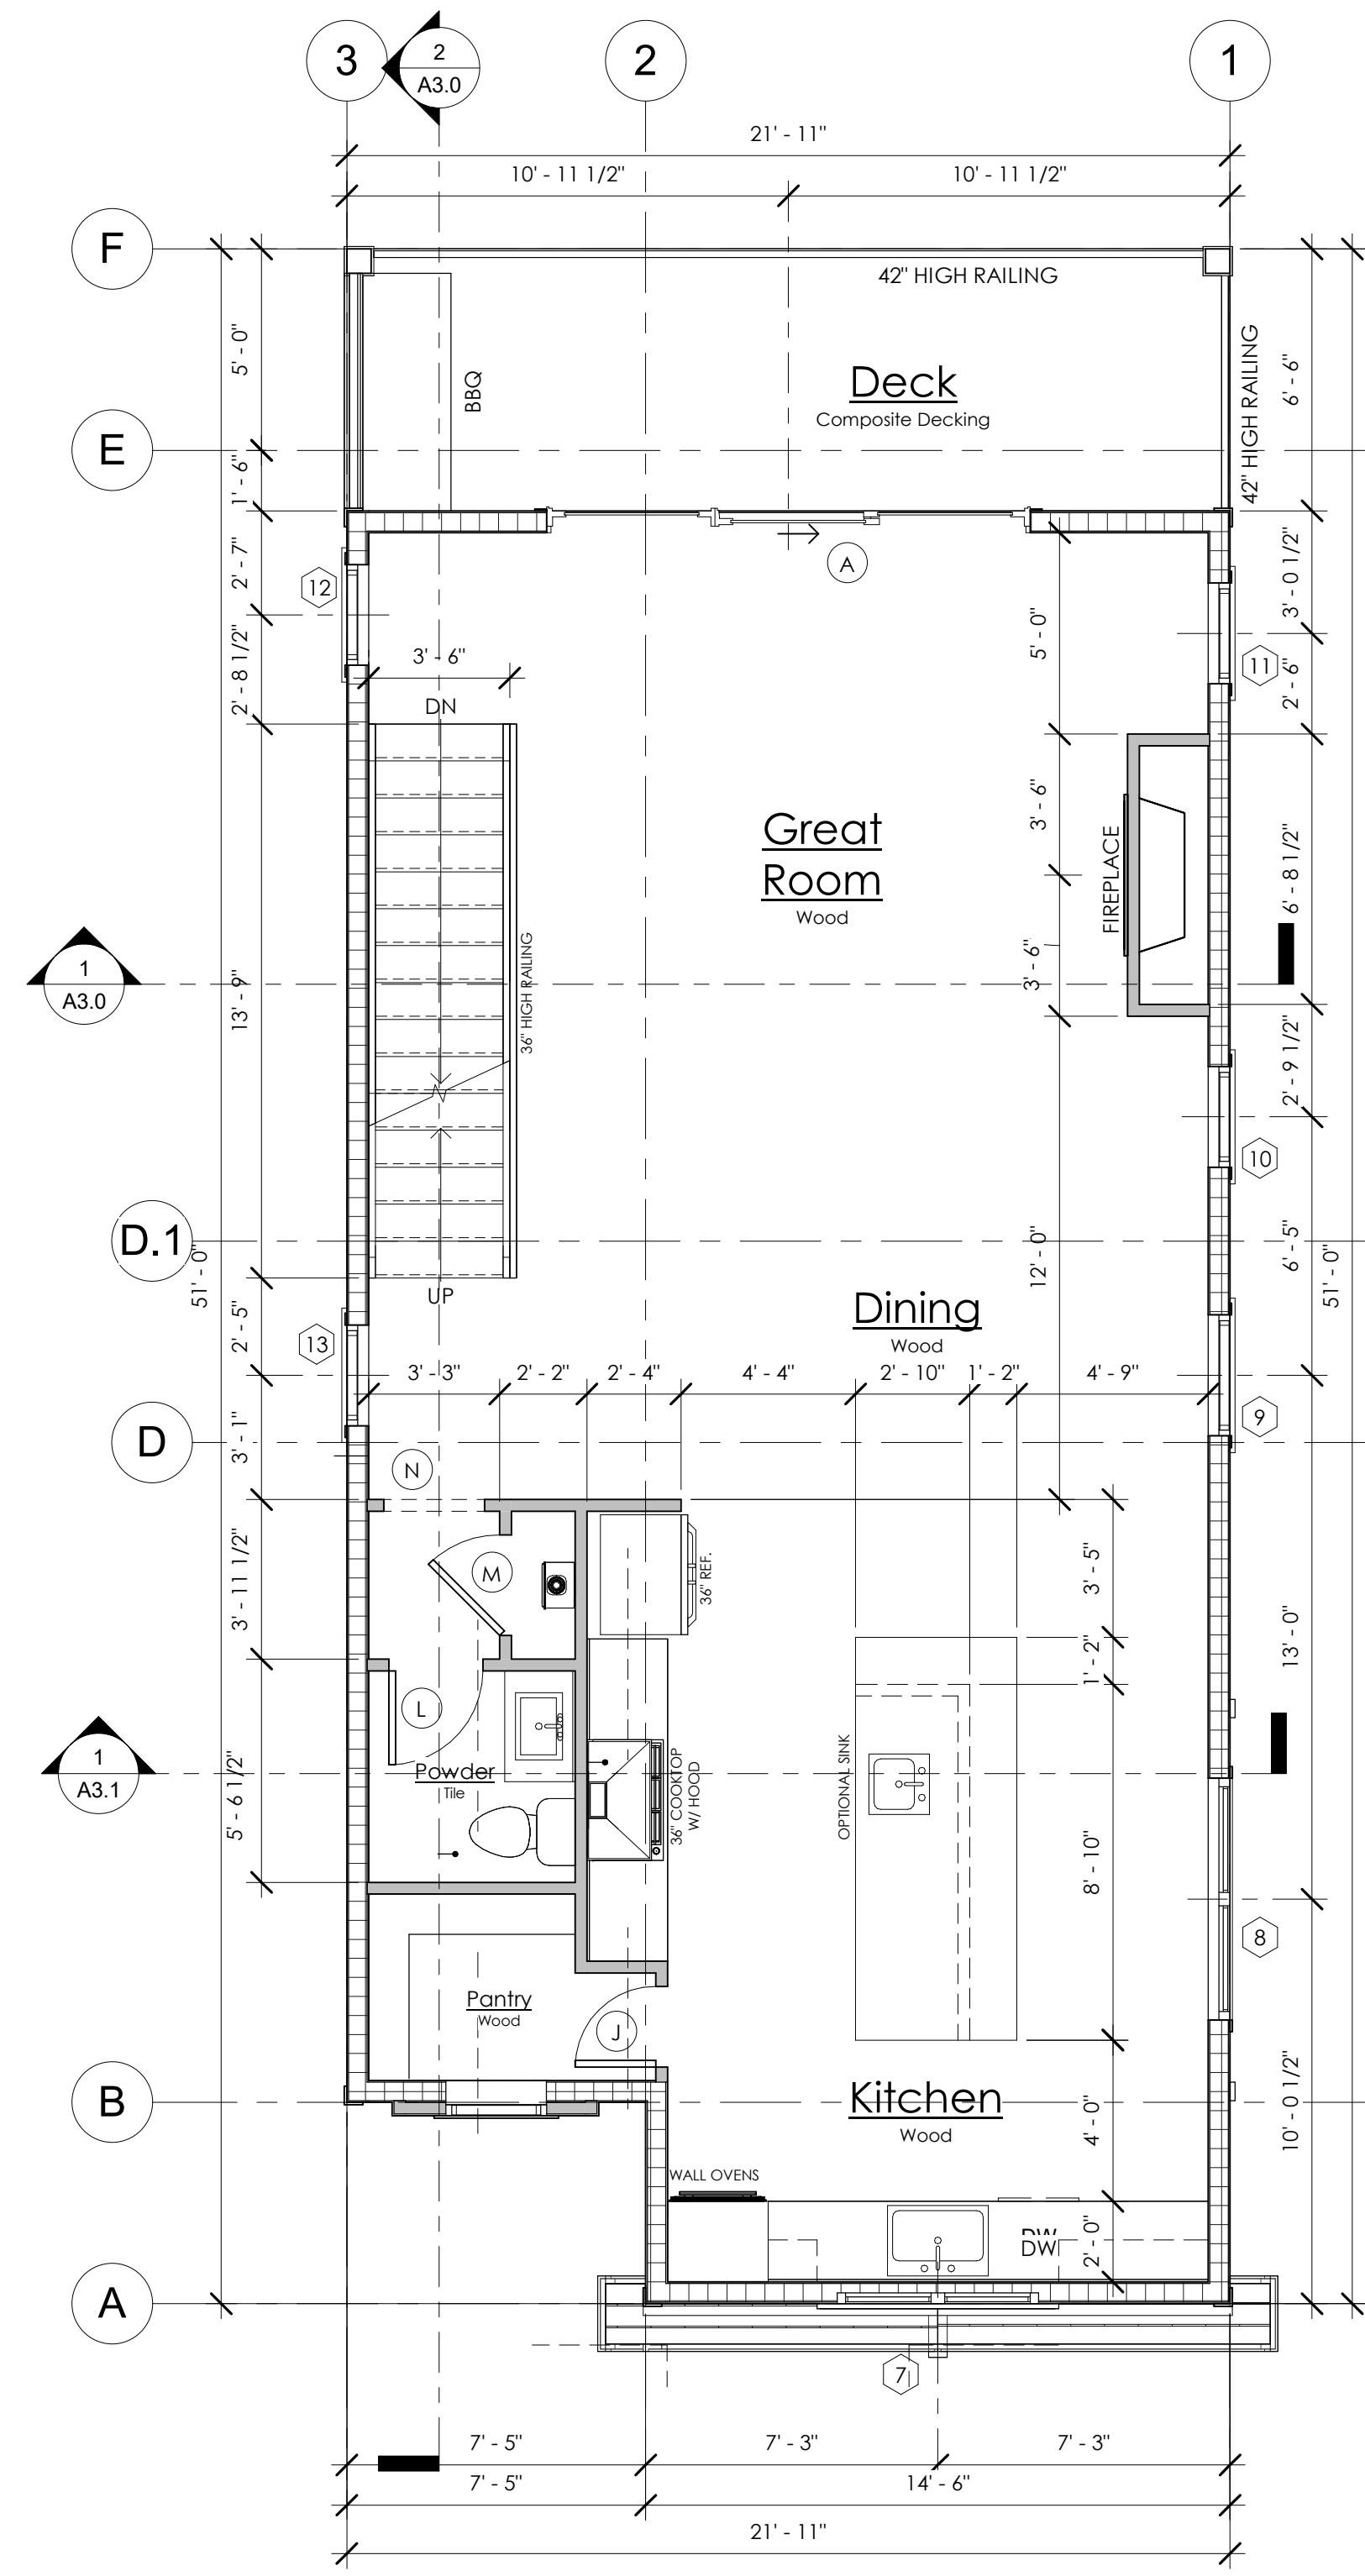 3
2
A3.0
2
1
21' - 11"
10' - 11 1/2"
10' - 11 1/2"
F
42" HIGH RAILING
5' - 0"
BBQ
Deck
Composite Decking
42" HIGH RAILING
6' - 6"
E
1' - 6"
2' - 7"
12
A
3' - 0 1/2"
11
2' - 8 1/2"
3' - 6"
5' - 0"
2' - 6"
DN
Great
Room
Wood
3' - 6"
FIREPLACE
6' - 8 1/2"
1
A3.0
13' - 9"
36" HIGH RAILING
3' - 6"
2' - 9 1/2"
10
D.1
51' - 0"
12' - 0"
6' - 5"
51' - 0"
UP
Dining
Wood
13
2' - 5"
3' - 3"
2' - 2"
2' - 4"
4' - 4"
2' - 10"
1' - 2"
4' - 9"
9
D
3' - 1"
N
M
36" REF.
3' - 5"
3' - 11 1/2"
13' - 0"
1' - 2"
L
1
A3.1
Powder
Tile
36" COOKTOP
W/ HOOD
OPTIONAL SINK
5' - 6 1/2"
8' - 10"
8
Pantry
Wood
J
B
Kitchen
Wood
4' - 0"
10' - 0 1/2"
WALL OVENS
DW
DW
2' - 0"
A
7
7' - 5"
7' - 3"
7' - 3"
7' - 5"
14' - 6"
21' - 11"